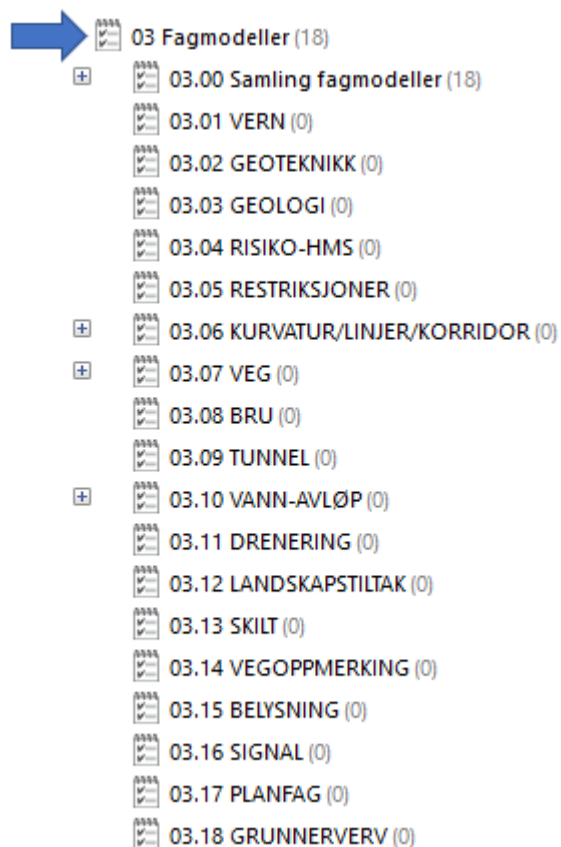 03 Fagmodeller (18)
03.00 Samling fagmodeller (18)
03.01 VERN (0)
03.02 GEOTEKNIKK (0)
03.03 GEOLOGI (0)
03.04 RISIKO-HMS (0)
03.05 RESTRIKSJONER (0)
03.06 KURVATUR/LINJER/KORRIDOR (0)
03.07 VEG (0)
03.08 BRU (0)
03.09 TUNNEL (0)
03.10 VANN-AVLØP (0)
03.11 DRENERING (0)
03.12 LANDSKAPSTILTAK (0)
03.13 SKILT (0)
03.14 VEGOPPMERKING (0)
03.15 BELYSNING (0)
03.16 SIGNAL (0)
03.17 PLANFAG (0)
03.18 GRUNNERVERV (0)